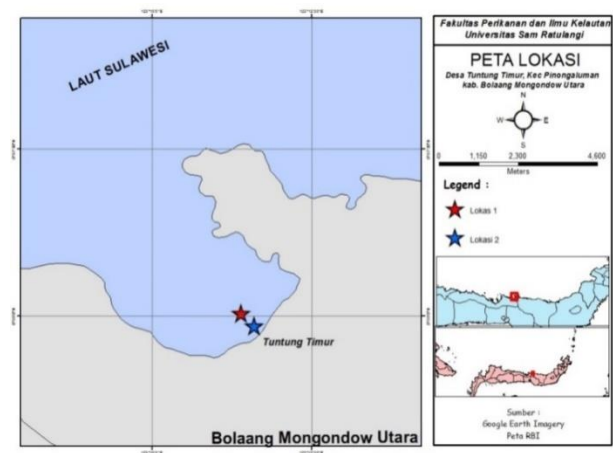 LAUT SULAWESI
Tuntung Timur
Bolaang Mongondow Utara
Fakultas Perikanan dan Ilmu Kelautan
Universitas Sam Ratulangi
PETA LOKASI
Desa Tuntung Timur, Kec Pinongaluman
kab. Bolaang Mongondow Utara
N
W E
S
0 1,150 2,300 4,600
Meters
Legend :
Lokas 1
Lokasi 2
Sumber :
Google Earth Imagery
Peta RBI